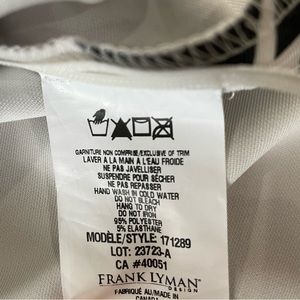 GARNITURE NON COMPRISE/EXCLUSIVE OF TRIM
LAVER A LA MAIN A L'EAU FROIDE
NE PAS JAVELLISER
SUSPENDRE POUR SÉCHER
NE PAS REPASSER
HAND WASH IN COLD WATER
DO NOT BLEACH
HANG TO DRY
DO NOT IRON
95% POLYESTER
5% ELASTHANE
MODÈLE/STYLE: 171289
LOT: 23723-A
CA #40051
FRANK LYMAN
DESIGN
FABRIQUÉ AU/MADE IN
CANADA